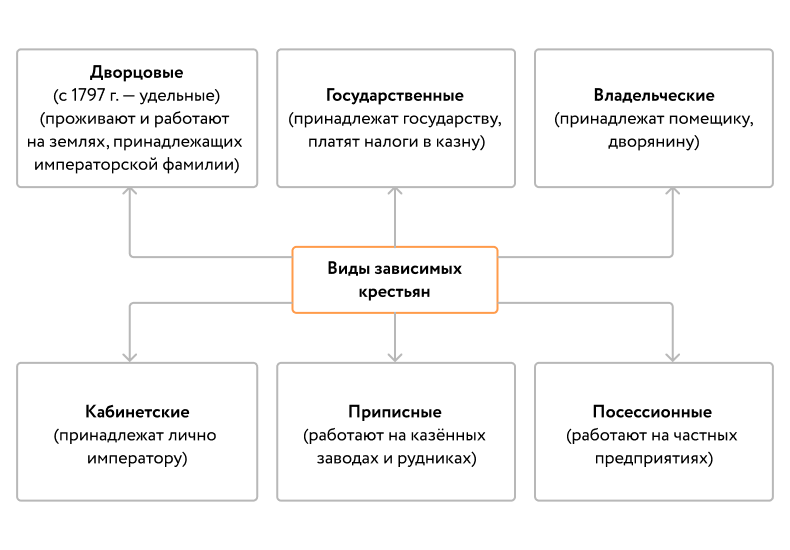 Дворцовые
(с 1797 г. — удельные)
(проживают и работают
на землях, принадлежащих
императорской фамилии)
Государственные
(принадлежат государству,
платят налоги в казну)
Владельческие
(принадлежат помещику,
дворянину)
Виды зависимых
крестьян
Кабинетские
(принадлежат лично
императору)
Приписные
(работают на казённых
заводах и рудниках)
Посессионные
(работают на частных
предприятиях)